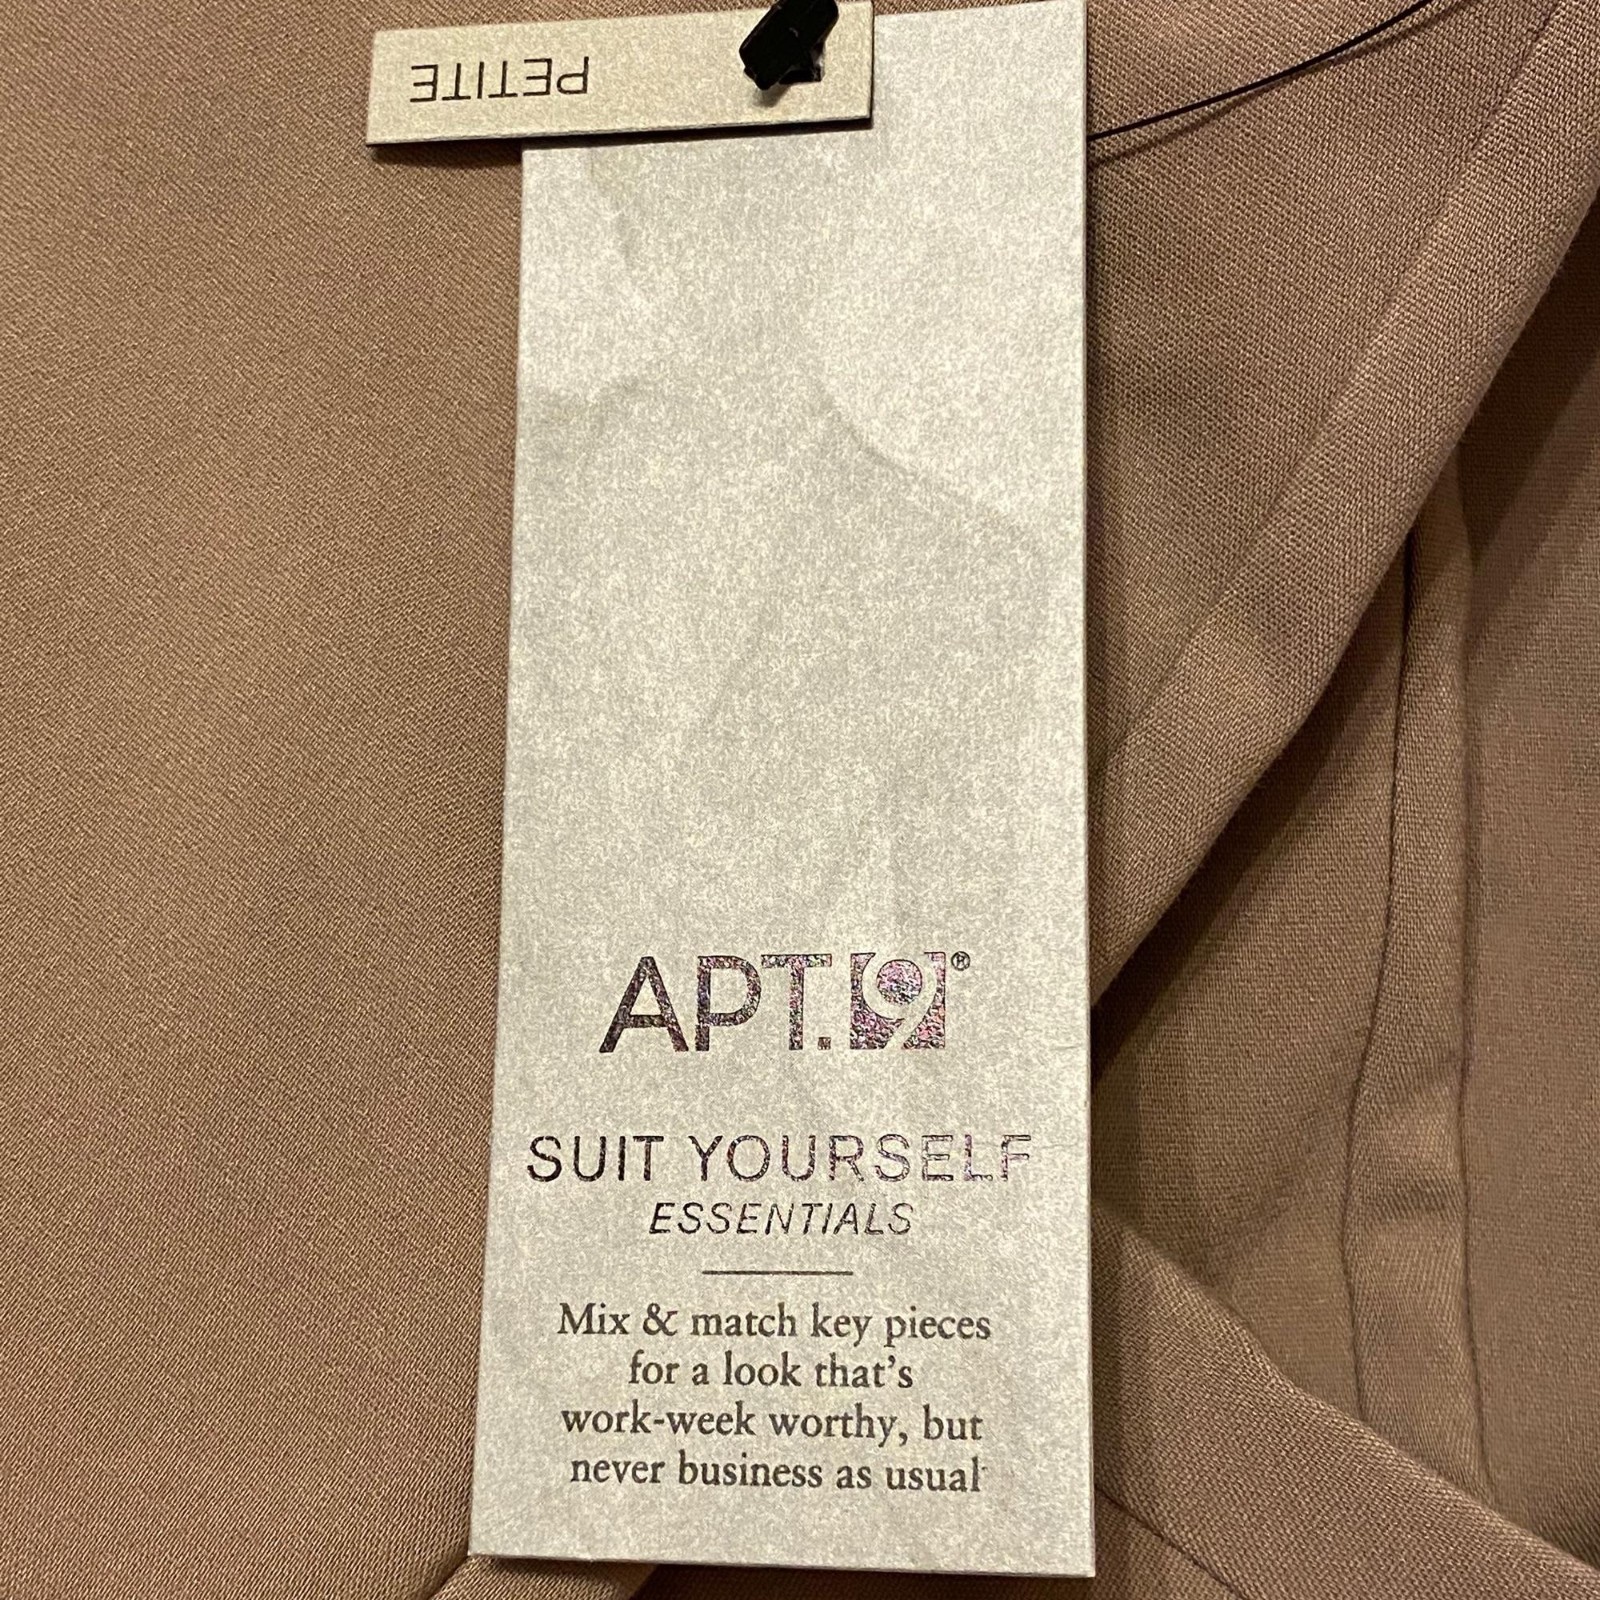 PETITE
APT.9®
SUIT YOURSELF
ESSENTIALS
Mix & match key pieces
for a look that's
work-week worthy, but
never business as usual